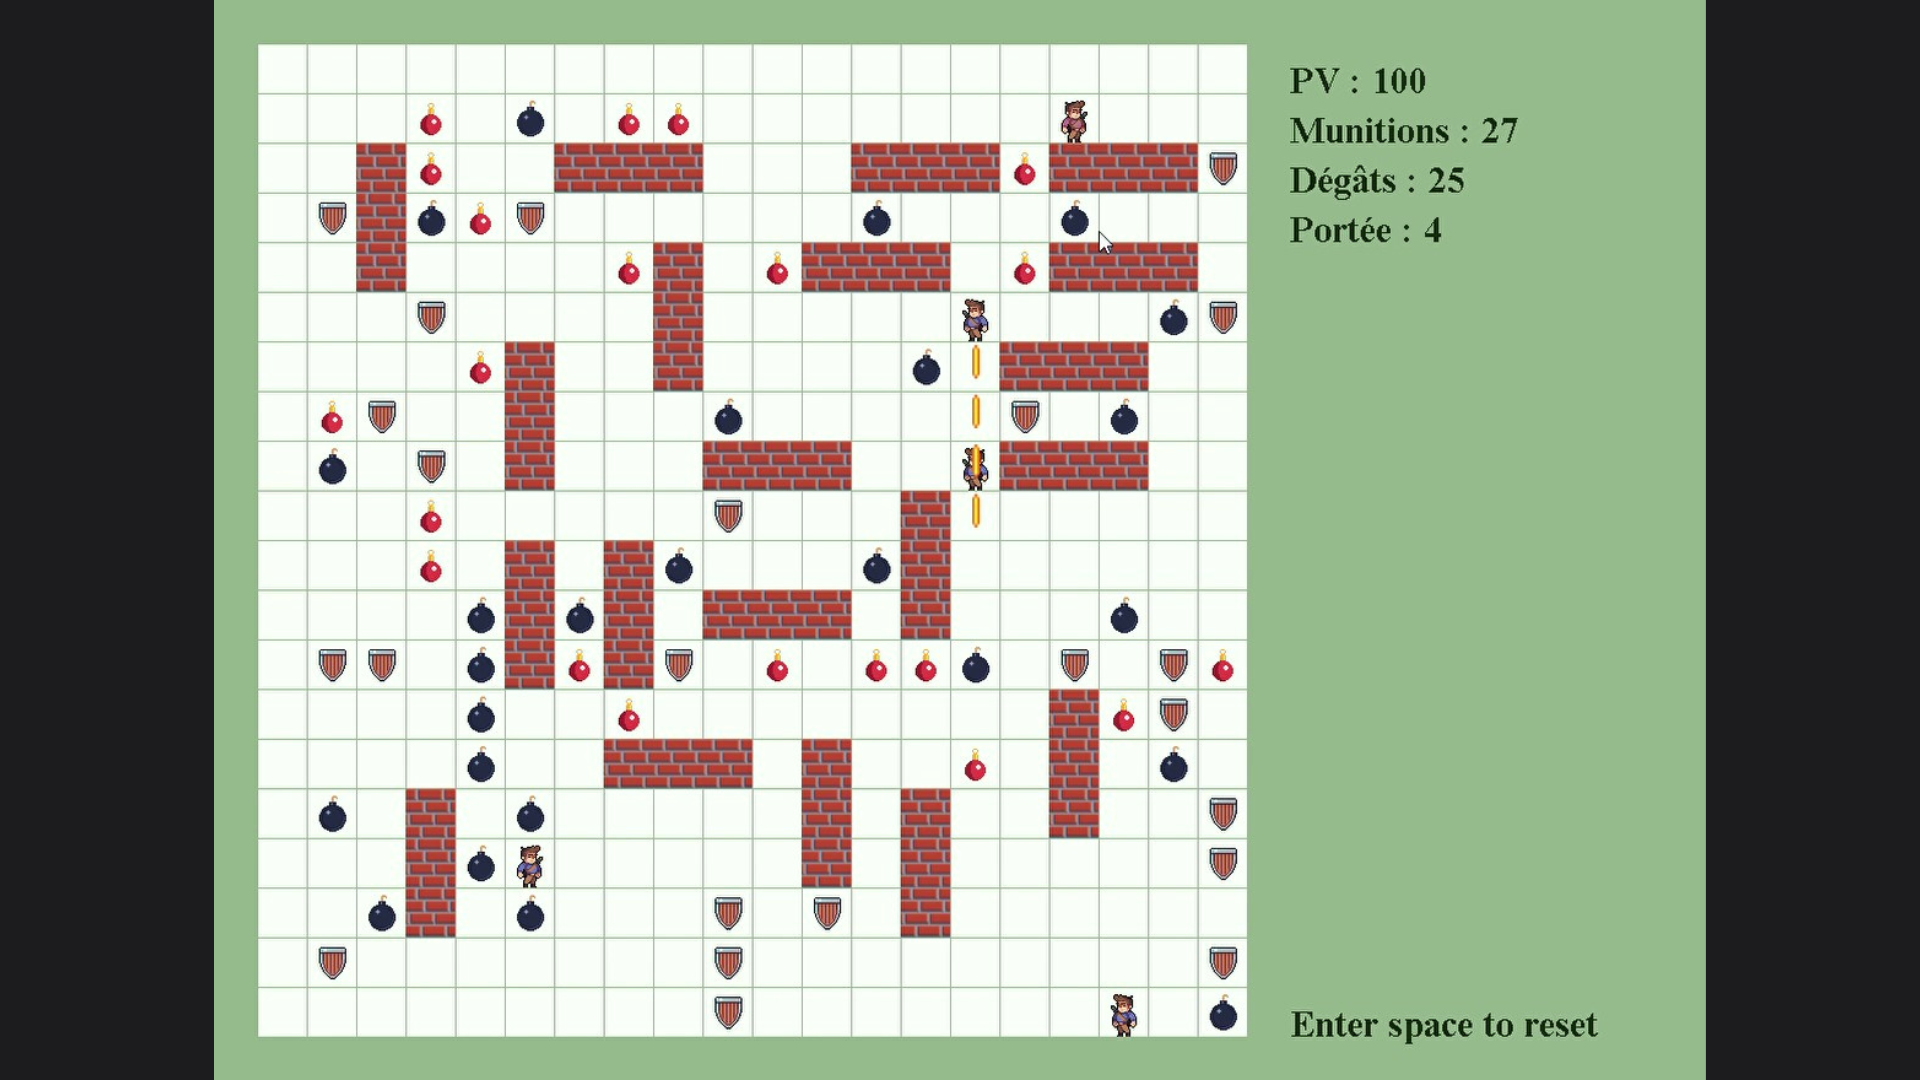 PV : 100
Munitions : 27
Dégâts : 25
Portée : 4
Enter space to reset